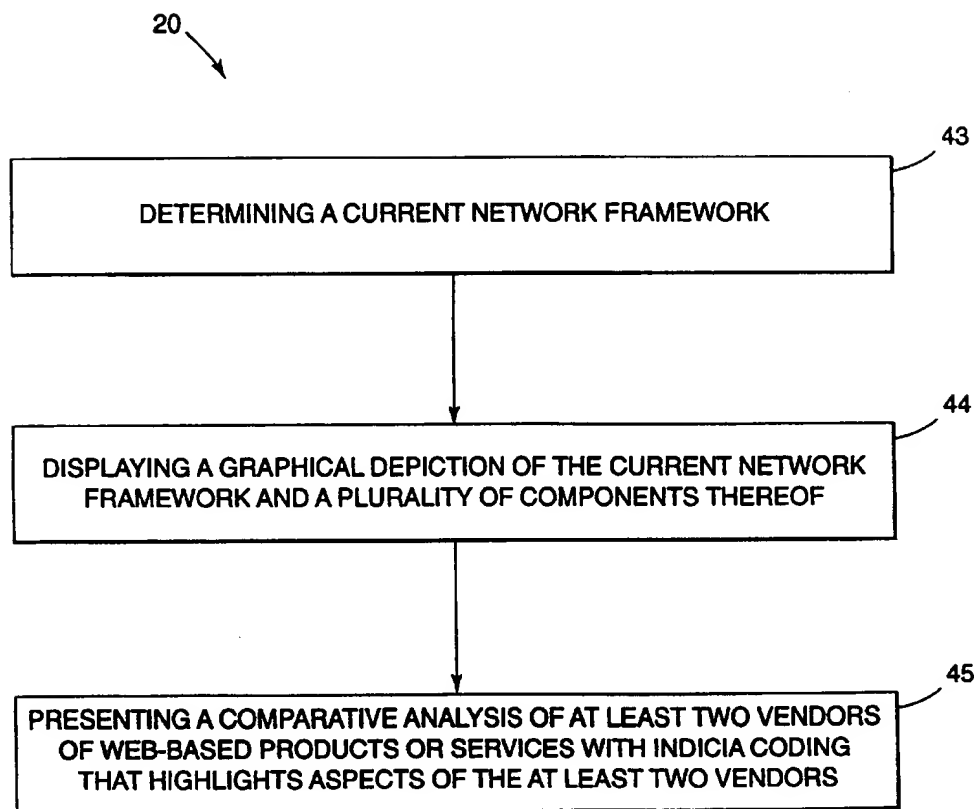 20
43
DETERMINING A CURRENT NETWORK FRAMEWORK
44
DISPLAYING A GRAPHICAL DEPICTION OF THE CURRENT NETWORK
FRAMEWORK AND A PLURALITY OF COMPONENTS THEREOF
45
PRESENTING A COMPARATIVE ANALYSIS OF AT LEAST TWO VENDORS
OF WEB-BASED PRODUCTS OR SERVICES WITH INDICIA CODING
THAT HIGHLIGHTS ASPECTS OF THE AT LEAST TWO VENDORS